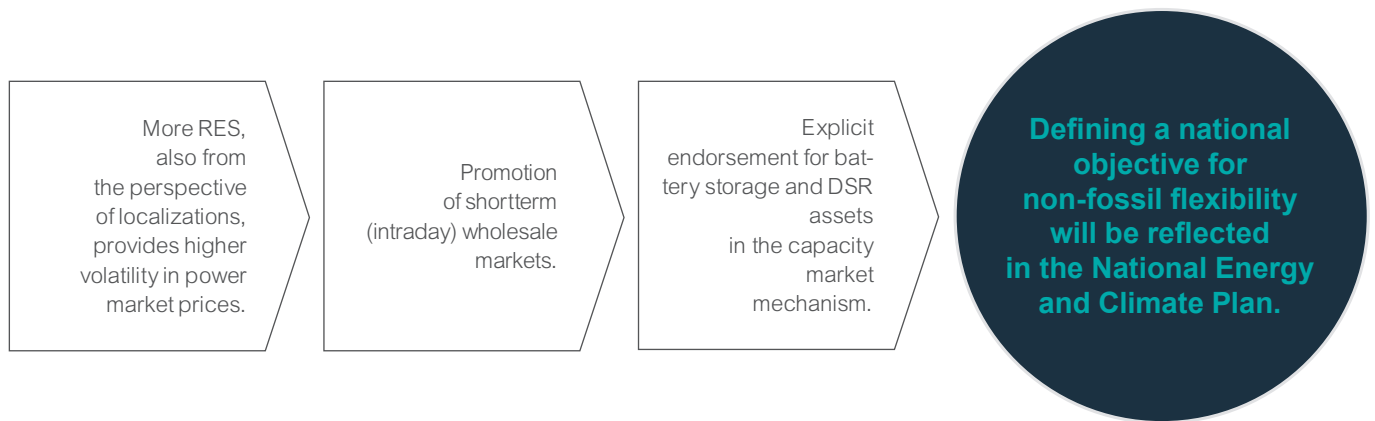 More RES,
also from
the perspective
of localizations,
provides higher
volatility in power
market prices.
Promotion
of shortterm
(intraday) wholesale
markets.
Explicit
endorsement for bat-
tery storage and DSR
assets
in the capacity
market
mechanism.
Defining a national
objective for
non-fossil flexibility
will be reflected
in the National Energy
and Climate Plan.